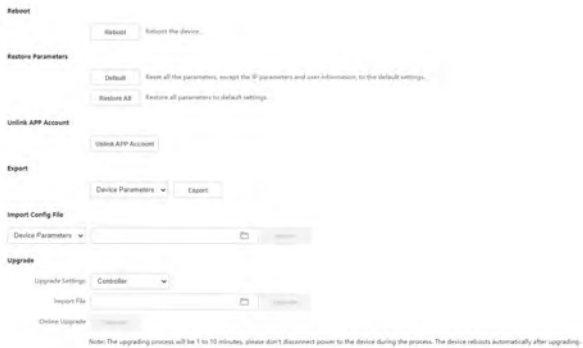 Reboot
Reboot Reboot the device.
Restore Parameters
Default Reset all the parameters, except the IP parameters and user information, to the default settings.
Restore All Restore all parameters to default settings.
Unlink APP Account
Unlink APP Account
Export
Device Parameters Export
Import Config File
Device Parameters
Upgrade
Upgrade Settings Controller
Import File
Online Upgrade
Note: The upgrading process will be 1 to 10 minutes, please don't disconnect power to the device during the process. The device reboots automatically after upgrading.